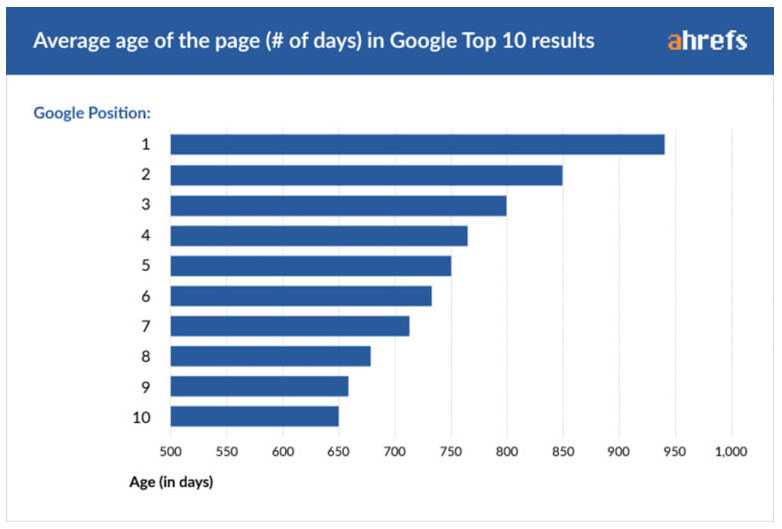 Average age of the page (# of days) in Google Top 10 results
ahrefs
Google Position:
1
2
3
4
5
6
7
8
9
10
500 550 600 650 700 750 800 850 900 950 1,000
Age (in days)